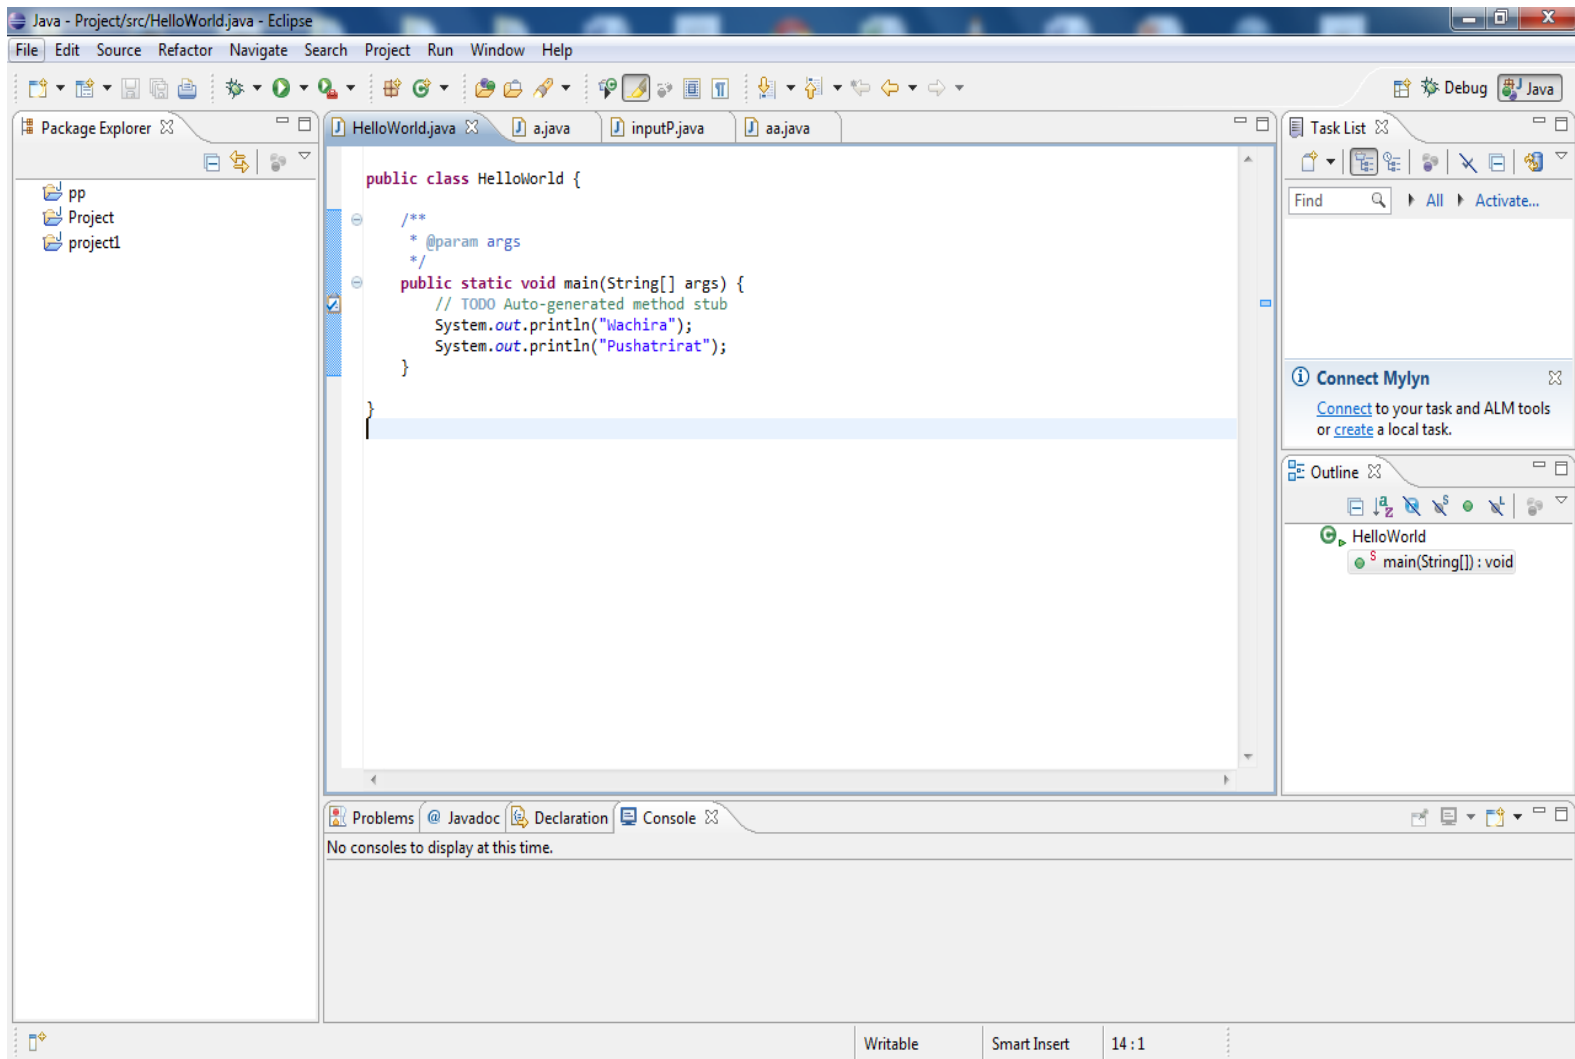 Java - Project/src/HelloWorld.java - Eclipse
File Edit Source Refactor Navigate Search Project Run Window Help
Debug Java
Package Explorer
pp
Project
project1
HelloWorld.java a.java inputP.java aa.java
public class HelloWorld {
/**
* @param args
*/
public static void main(String[] args) {
// TODO Auto-generated method stub
System.out.println("Wachira");
System.out.println("Pushatrirat");
}
}
Task List
Find All Activate...
Connect Mylyn
Connect to your task and ALM tools
or create a local task.
Outline
HelloWorld
main(String[]) : void
Problems @ Javadoc Declaration Console
No consoles to display at this time.
Writable Smart Insert 14 : 1